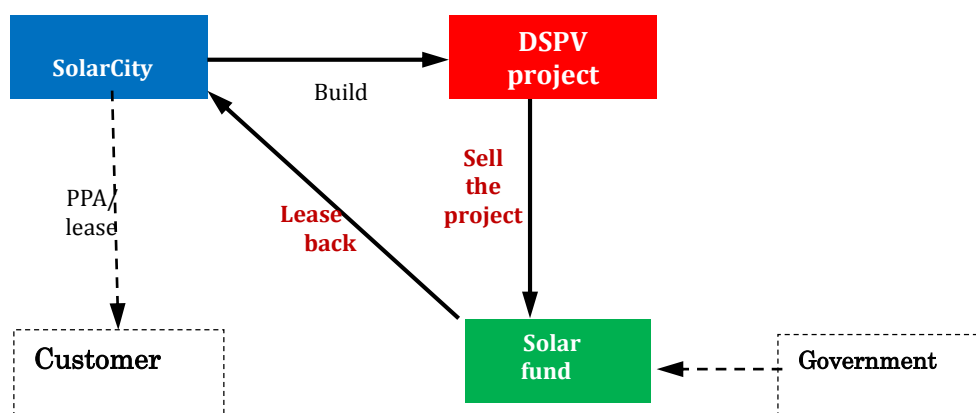 SolarCity
DSPV
project
Build
PPA/
lease
Sell
the
project
Lease
back
Customer
Solar
fund
Government